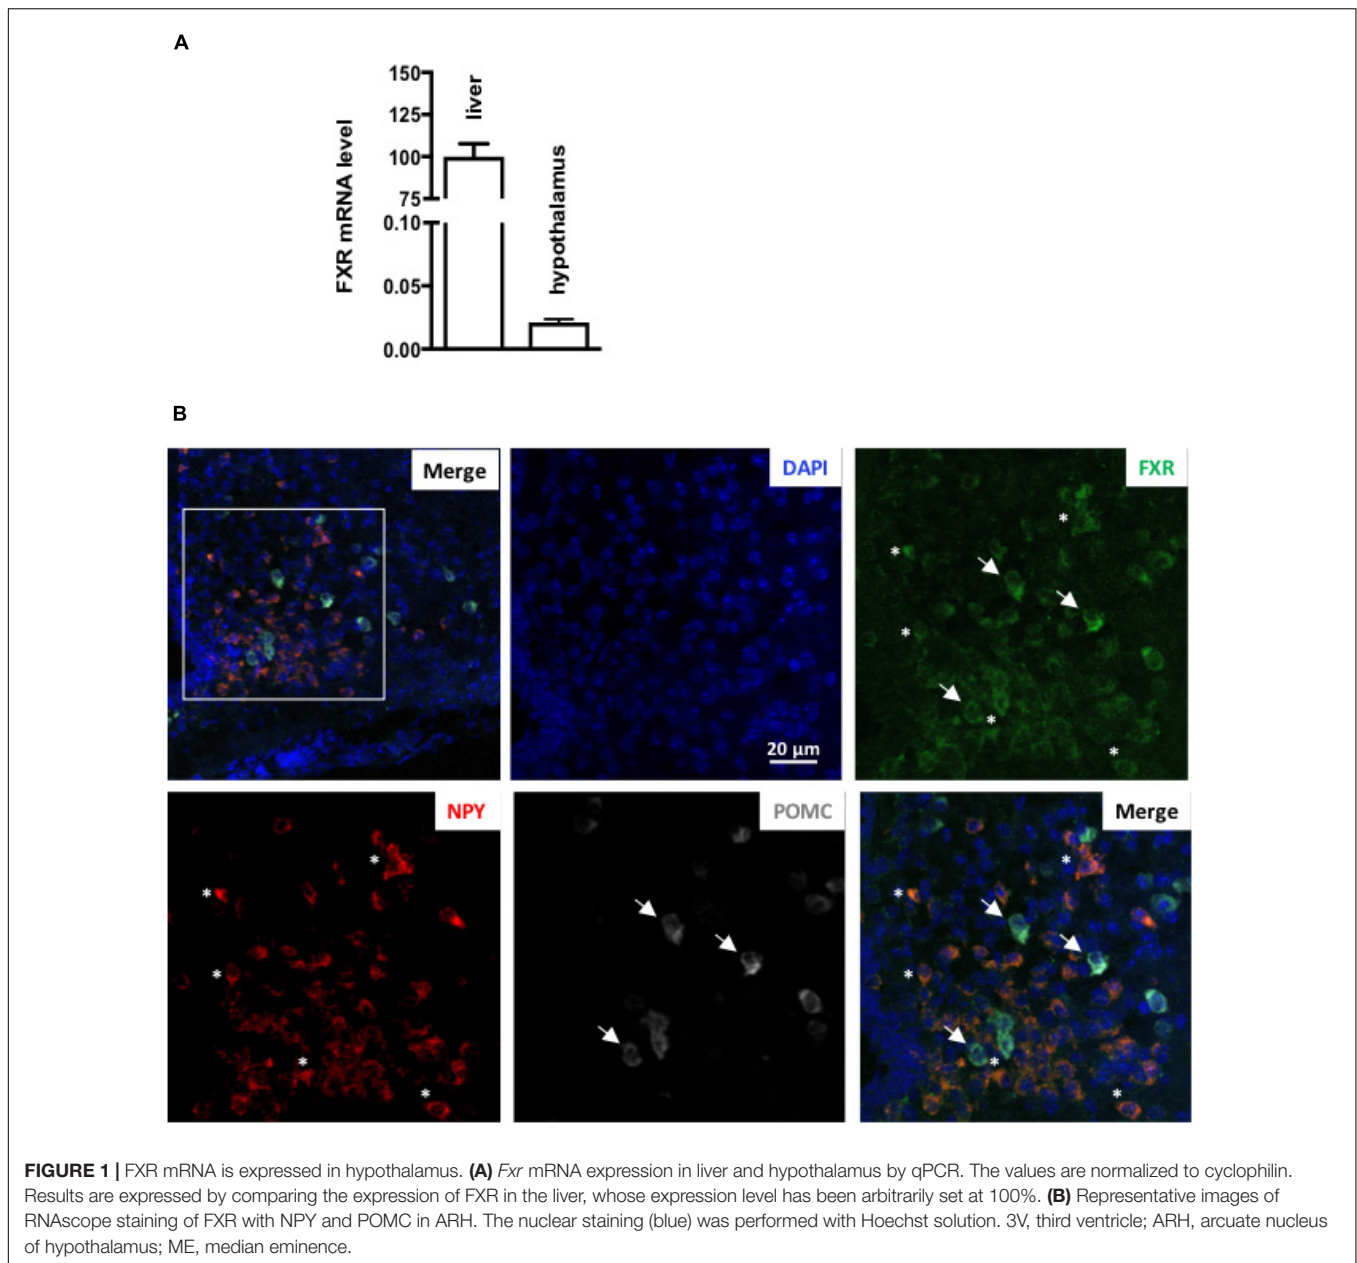 A
150
125
100
75
0.10
0.05
0.00
FXR mRNA level
liver
hypothalamus
B
Merge
DAPI
20 µm
FXR
* * * * *
NPY
* * * * *
POMC
Merge
* * * * *
FIGURE 1 | FXR mRNA is expressed in hypothalamus. (A) Fxr mRNA expression in liver and hypothalamus by qPCR. The values are normalized to cyclophilin.
Results are expressed by comparing the expression of FXR in the liver, whose expression level has been arbitrarily set at 100%. (B) Representative images of
RNAscope staining of FXR with NPY and POMC in ARH. The nuclear staining (blue) was performed with Hoechst solution. 3V, third ventricle; ARH, arcuate nucleus
of hypothalamus; ME, median eminence.